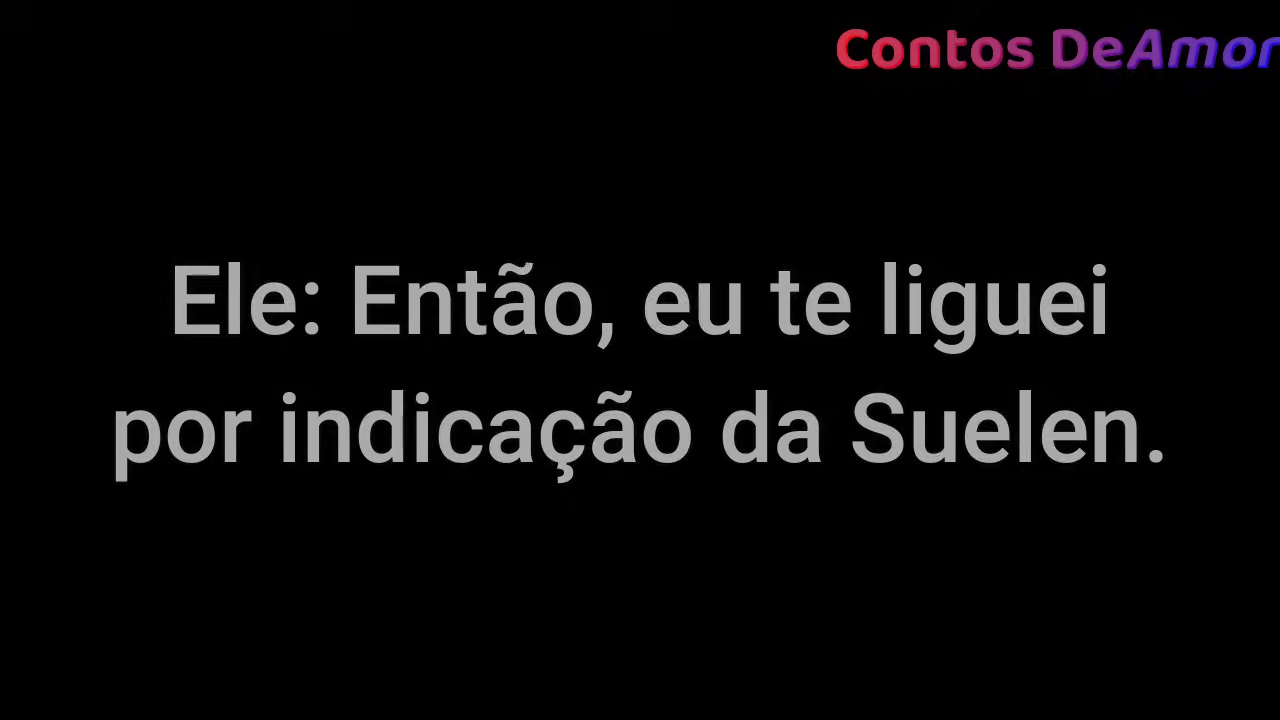 Contos DeAmor
Ele: Então, eu te liguei
por indicação da Suelen.